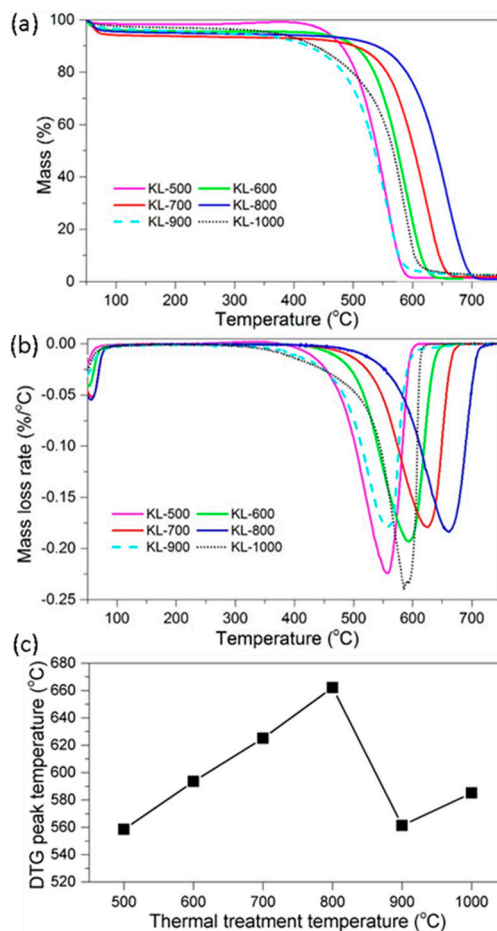 (a)
100
80
60
40
20
0
Mass (%)
KL-500 KL-600
KL-700 KL-800
KL-900 KL-1000
100 200 300 400 500 600 700
Temperature (°C)
(b)
0.00
-0.05
-0.10
-0.15
-0.20
-0.25
Mass loss rate (%/°C)
KL-500 KL-600
KL-700 KL-800
KL-900 KL-1000
100 200 300 400 500 600 700
Temperature (°C)
(c)
680
660
640
620
600
580
560
540
520
DTG peak temperature (°C)
500 600 700 800 900 1000
Thermal treatment temperature (°C)